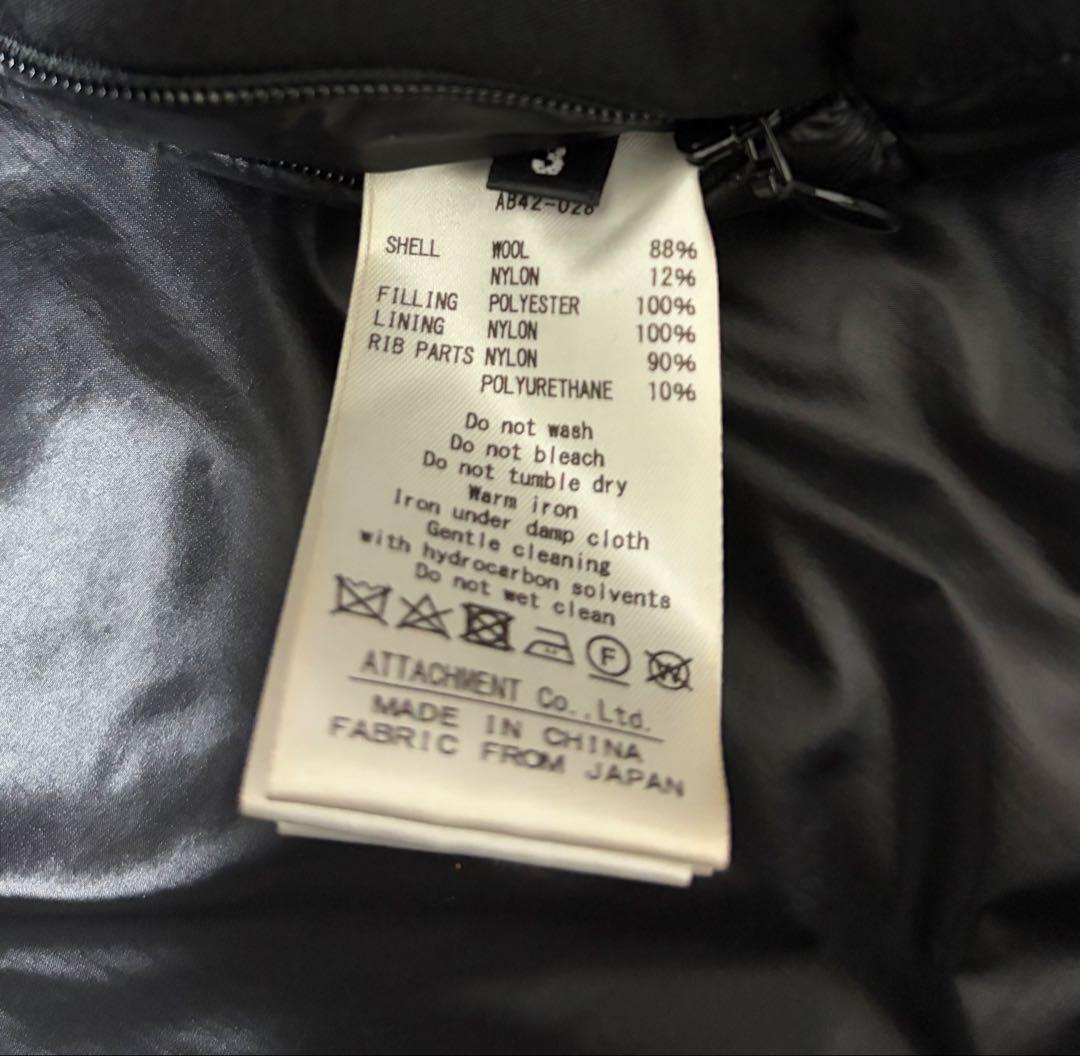 3
AB42-028
SHELL WOOL 88%
NYLON 12%
FILLING POLYESTER 100%
LINING NYLON 100%
RIB PARTS NYLON 90%
POLYURETHANE 10%
Do not wash
Do not bleach
Do not tumble dry
Warm iron
Iron under damp cloth
Gentle cleaning
with hydrocarbon solvents
Do not wet clean
F W
ATTACHMENT Co.,Ltd.
MADE IN CHINA
FABRIC FROM JAPAN